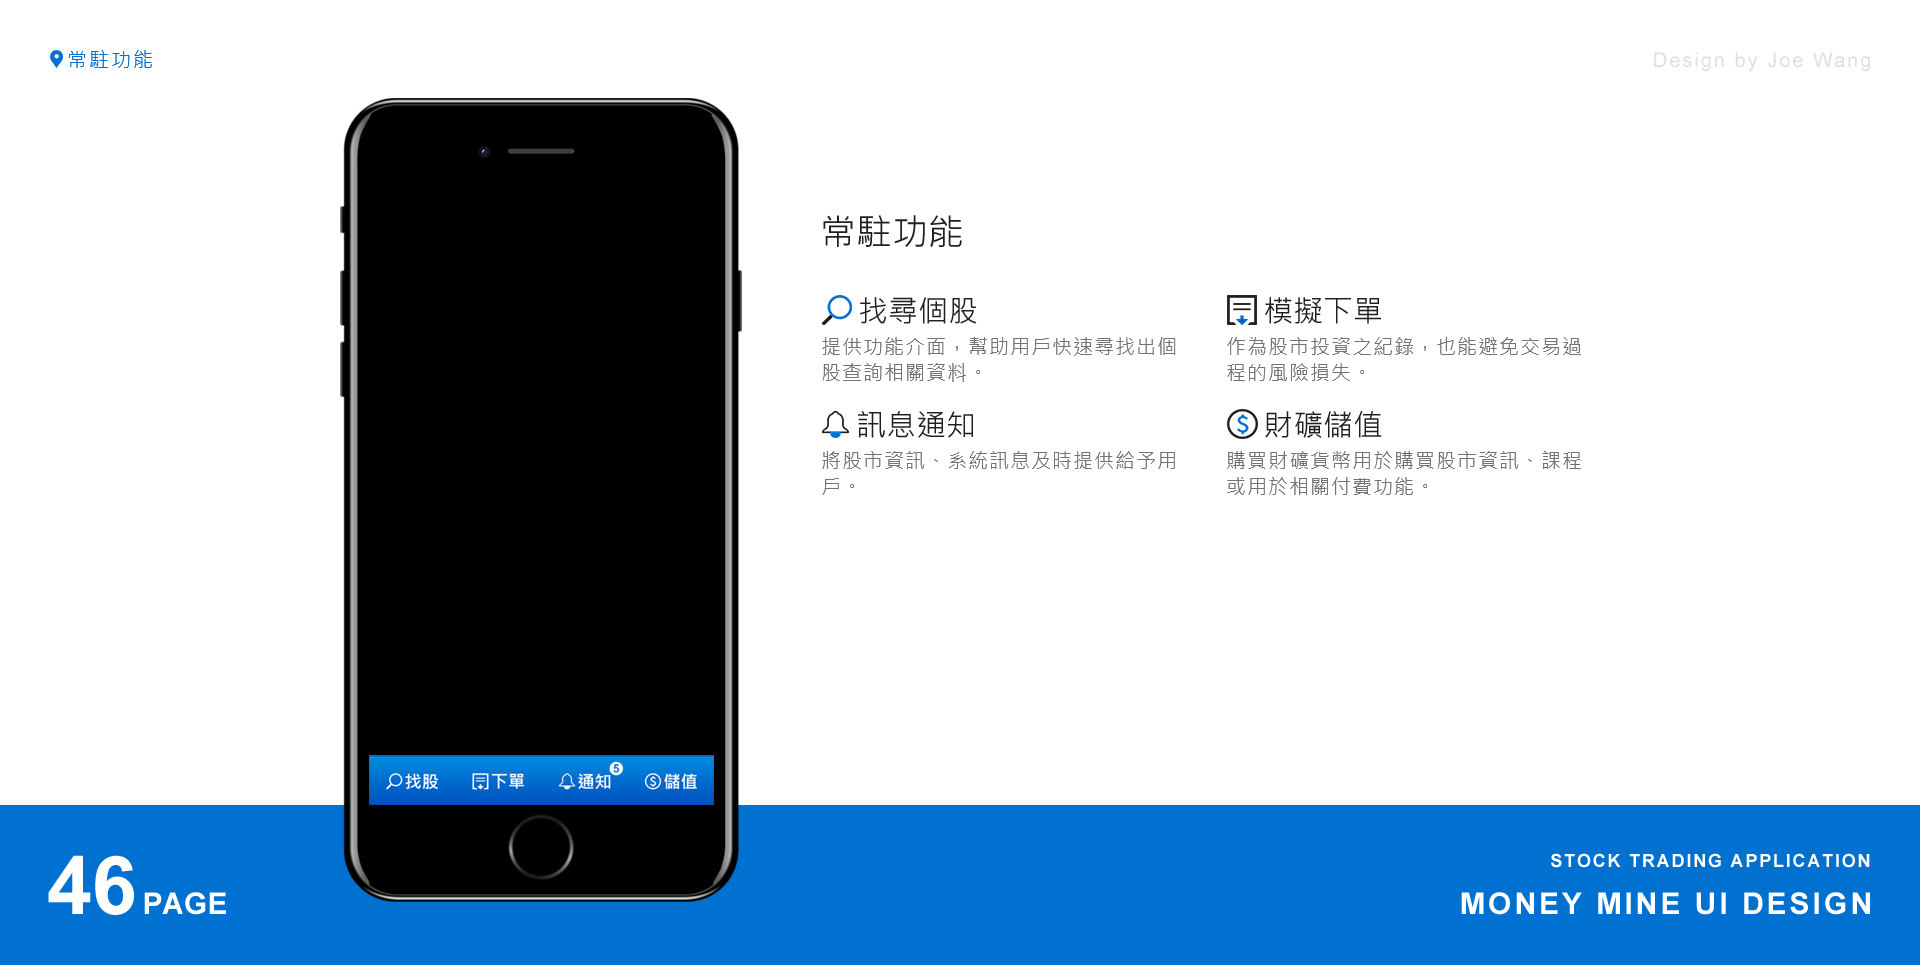 常駐功能
Design by Joe Wang
常駐功能
找尋個股
提供功能介面，幫助用戶快速尋找出個
股查詢相關資料。
模擬下單
作為股市投資之紀錄，也能避免交易過
程的風險損失。
訊息通知
將股市資訊、系統訊息及時提供給予用
戶。
財礦儲值
購買財礦貨幣用於購買股市資訊、課程
或用於相關付費功能。
找股 下單 通知 5 儲值
46 PAGE
STOCK TRADING APPLICATION
MONEY MINE UI DESIGN